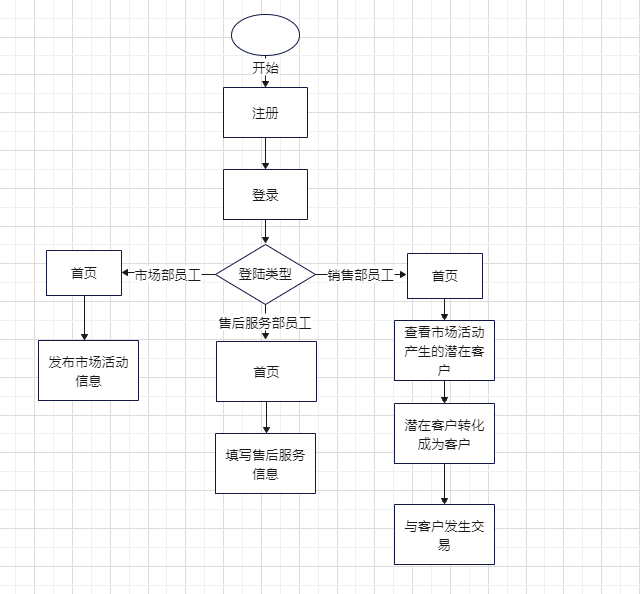 开始
注册
登录
登陆类型
市场部员工
销售部员工
售后服务部员工
首页
发布市场活动
信息
首页
填写售后服务
信息
首页
查看市场活动
产生的潜在客
户
潜在客户转化
成为客户
与客户发生交
易